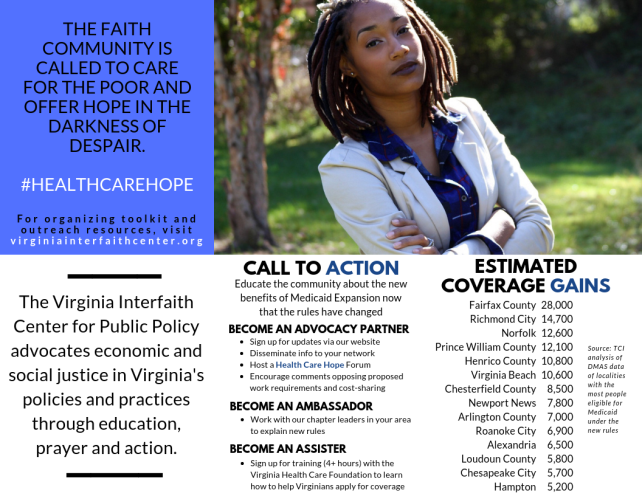 THE FAITH
COMMUNITY IS
CALLED TO CARE
FOR THE POOR AND
OFFER HOPE IN THE
DARKNESS OF
DESPAIR.
#HEALTHCAREHOPE
For organizing toolkit and
outreach resources, visit
virginiainterfaithcenter.org
The Virginia Interfaith
Center for Public Policy
advocates economic and
social justice in Virginia's
policies and practices
through education,
prayer and action.
CALL TO ACTION
Educate the community about the new
benefits of Medicaid Expansion now
that the rules have changed
BECOME AN ADVOCACY PARTNER
• Sign up for updates via our website
• Disseminate info to your network
• Host a Health Care Hope Forum
• Encourage comments opposing proposed
work requirements and cost-sharing
BECOME AN AMBASSADOR
• Work with our chapter leaders in your area
to explain new rules
BECOME AN ASSISTER
• Sign up for training (4+ hours) with the
Virginia Health Care Foundation to learn
how to help Virginians apply for coverage
ESTIMATED
COVERAGE GAINS
Fairfax County 28,000
Richmond City 14,700
Norfolk 12,600
Prince William County 12,100
Henrico County 10,800
Virginia Beach 10,600
Chesterfield County 8,500
Newport News 7,800
Arlington County 7,000
Roanoke City 6,900
Alexandria 6,500
Loudoun County 5,800
Chesapeake City 5,700
Hampton 5,200
Source: TCI
analysis of
DMAS data
of localities
with the
most people
eligible for
Medicaid
under the
new rules